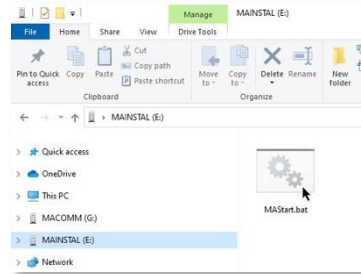 Manage
MAINSTAL (E:)
File
Home
Share
View
Drive Tools
Pin to Quick access
Copy
Paste
Cut
Copy path
Paste shortcut
Move to
Copy to
Delete
Rename
New folder
Clipboard
Organize
MAINSTAL (E:)
Quick access
OneDrive
This PC
MACOMM (G:)
MAINSTAL (E:)
Network
MAStart.bat